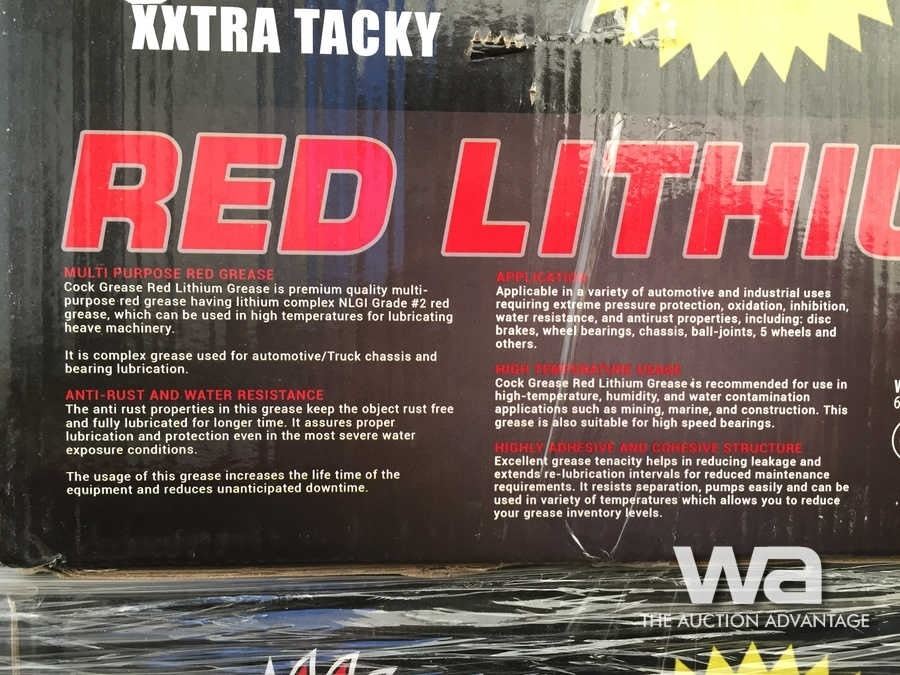 XXTRA TACKY
RED LITHIU
MULTI PURPOSE RED GREASE
Cock Grease Red Lithium Grease is premium quality multi-
purpose red grease having lithium complex NLGI Grade #2 red
grease, which can be used in high temperatures for lubricating
heave machinery.
It is complex grease used for automotive/Truck chassis and
bearing lubrication.
ANTI-RUST AND WATER RESISTANCE
The anti rust properties in this grease keep the object rust free
and fully lubricated for longer time. It assures proper
lubrication and protection even in the most severe water
exposure conditions.
The usage of this grease increases the life time of the
equipment and reduces unanticipated downtime.
APPLICATION
Applicable in a variety of automotive and industrial uses
requiring extreme pressure protection, oxidation, inhibition,
water resistance, and antirust properties, including: disc
brakes, wheel bearings, chassis, ball-joints, 5 wheels and
others.
HIGH TEMPERATURE USAGE
Cock Grease Red Lithium Grease is recommended for use in
high-temperature, humidity, and water contamination
applications such as mining, marine, and construction. This
grease is also suitable for high speed bearings.
HIGHLY ADHESIVE AND COHESIVE STRUCTURE
Excellent grease tenacity helps in reducing leakage and
extends re-lubrication intervals for reduced maintenance
requirements. It resists separation, pumps easily and can be
used in variety of temperatures which allows you to reduce
your grease inventory levels.
wa
THE AUCTION ADVANTAGE